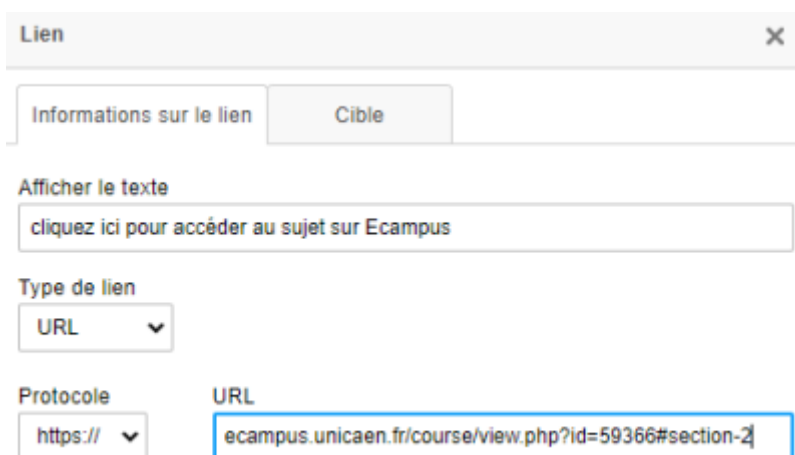 Lien
Informations sur le lien Cible
Afficher le texte
cliquez ici pour accéder au sujet sur Ecampus
Type de lien
URL
Protocole URL
https:// ecampus.unicaen.fr/course/view.php?id=59366#section-2